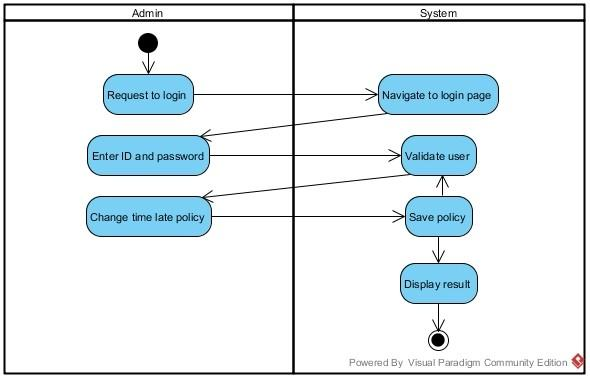 Admin
System
Request to login
Navigate to login page
Enter ID and password
Validate user
Change time late policy
Save policy
Display result
Powered By Visual Paradigm Community Edition